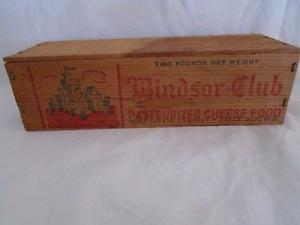 TWO POUNDS NET WEIGHT
Windsor Club
PASTEURIZED CHEESE FOOD